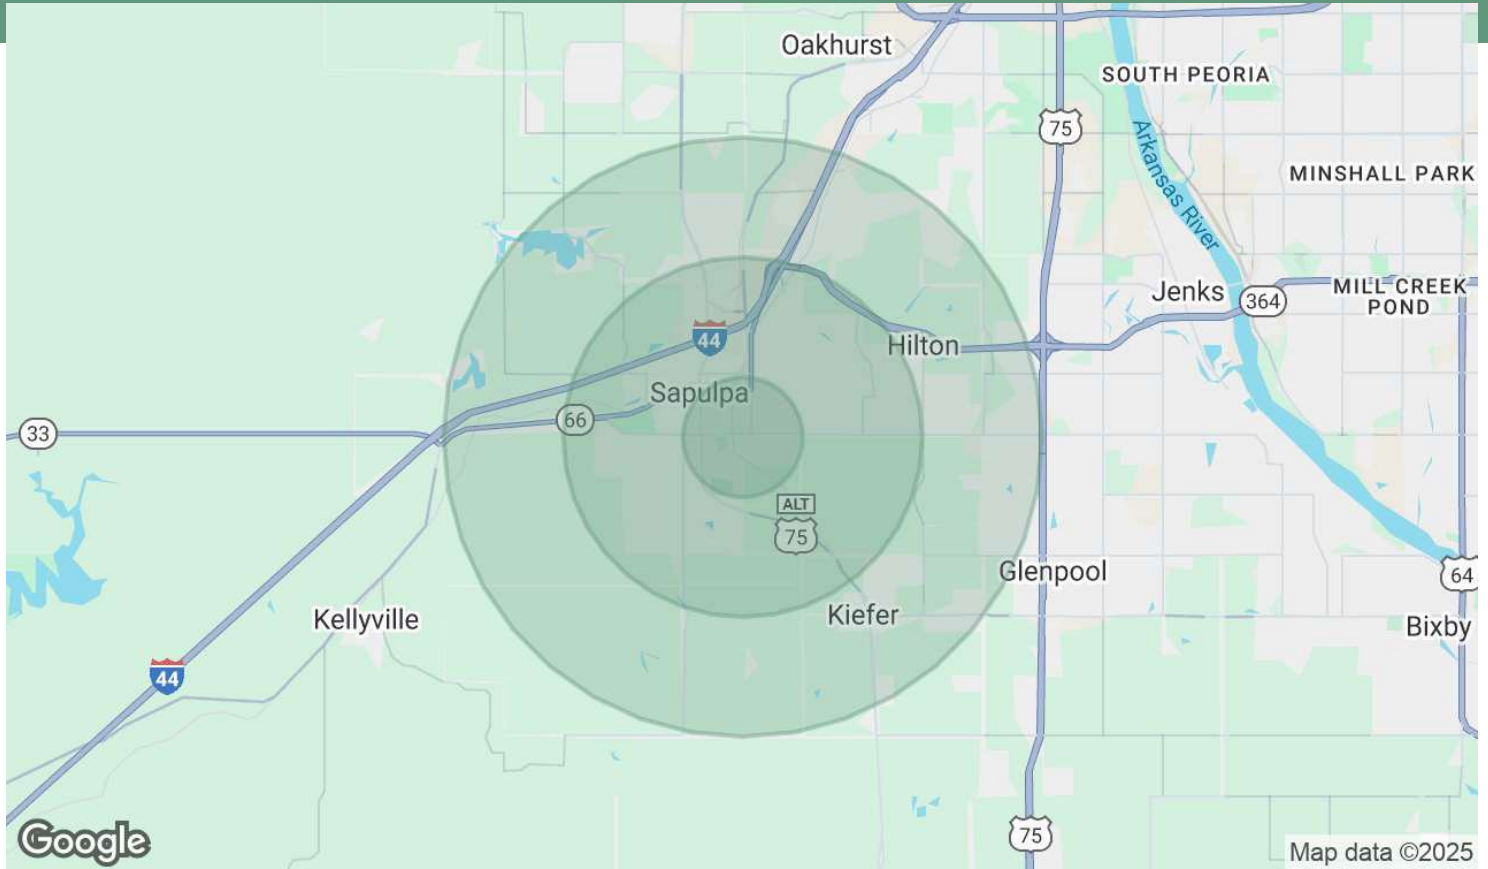 Oakhurst
SOUTH PEORIA
75
Arkansas River
MINSHALL PARK
Jenks
364
MILL CREEK
POND
44
Hilton
Sapulpa
66
33
ALT
75
Glenpool
64
Kiefer
Kellyville
Bixby
44
75
Google
Map data ©2025